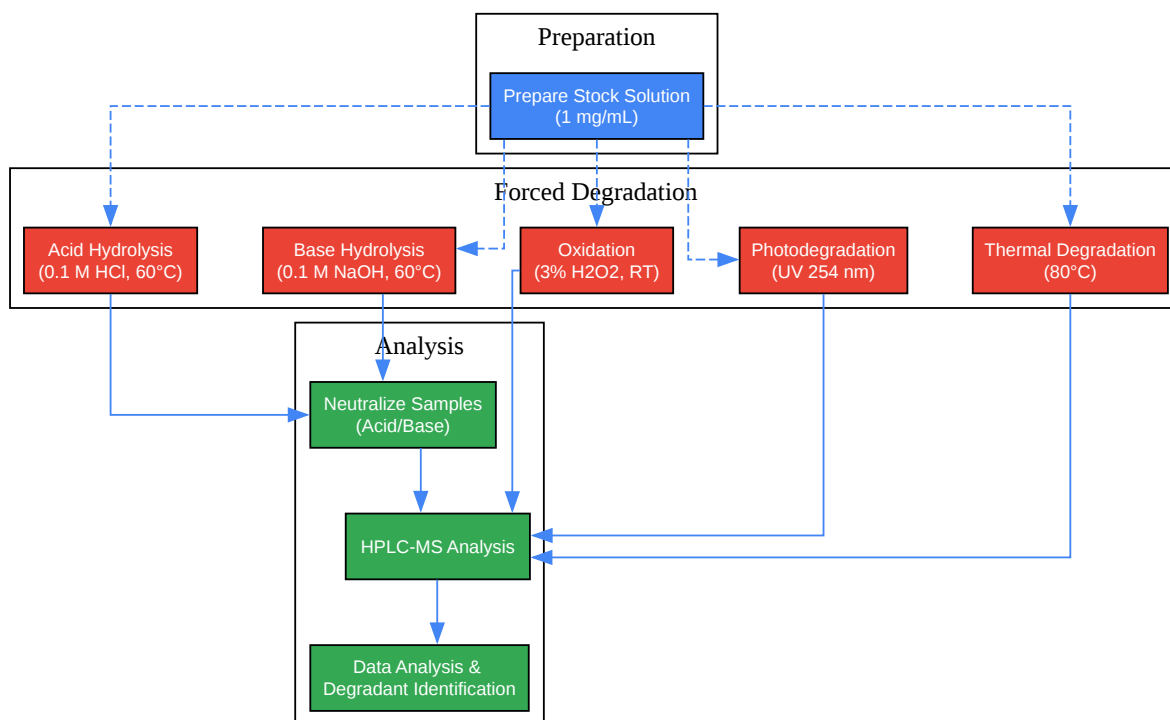 Preparation
Prepare Stock Solution
(1 mg/mL)
Forced Degradation
Acid Hydrolysis
(0.1 M HCl, 60°C)
Base Hydrolysis
(0.1 M NaOH, 60°C)
Oxidation
(3% H2O2, RT)
Photodegradation
(UV 254 nm)
Thermal Degradation
(80°C)
Analysis
Neutralize Samples
(Acid/Base)
HPLC-MS Analysis
Data Analysis &
Degradant Identification